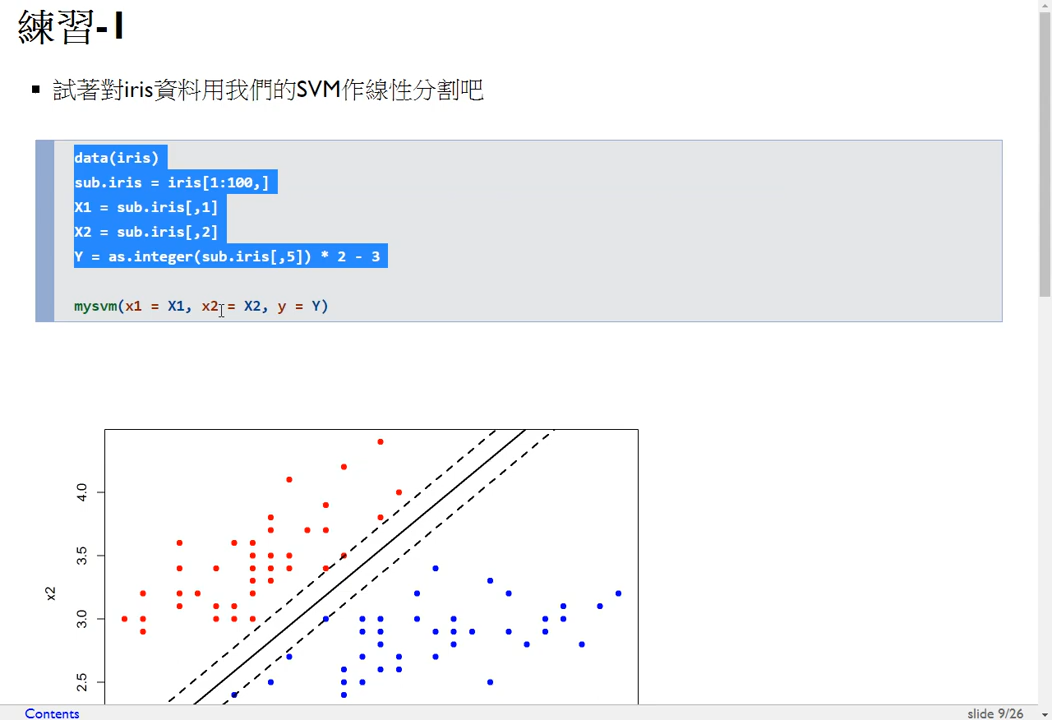 練習-1
▪ 試著對iris資料用我們的SVM作線性分割吧
data(iris)
sub.iris = iris[1:100,]
X1 = sub.iris[,1]
X2 = sub.iris[,2]
Y = as.integer(sub.iris[,5]) * 2 - 3
mysvm(x1 = X1, x2 = X2, y = Y)
4.0
3.5
x2
3.0
2.5
Contents
slide 9/26